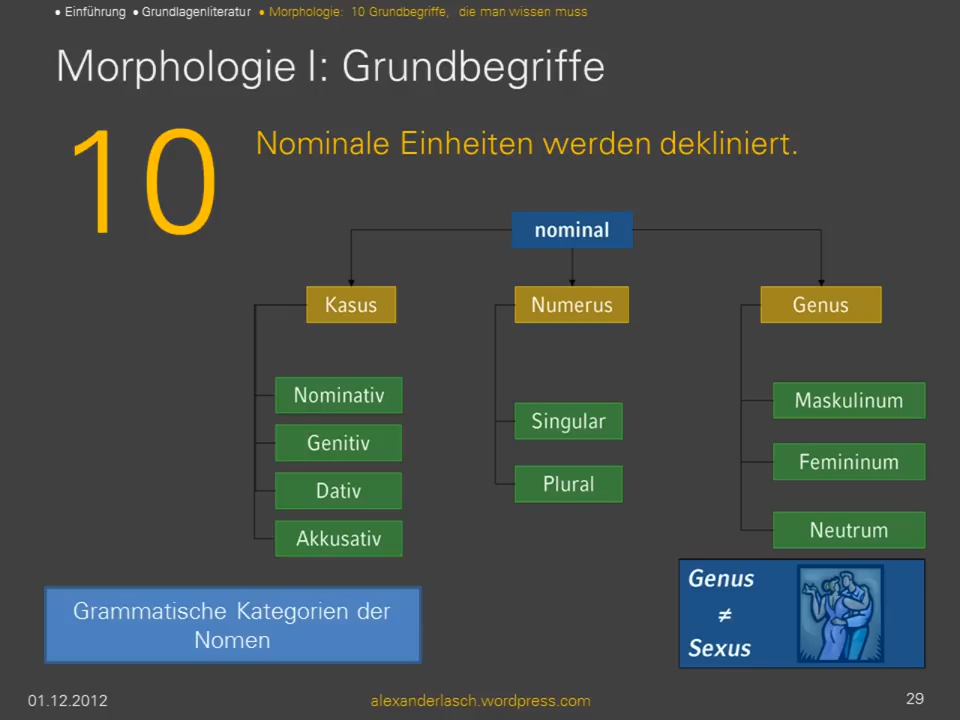 • Einführung • Grundlagenliteratur • Morphologie: 10 Grundbegriffe, die man wissen muss
Morphologie I: Grundbegriffe
10
Nominale Einheiten werden dekliniert.
nominal
Kasus
Numerus
Genus
Nominativ
Genitiv
Dativ
Akkusativ
Singular
Plural
Maskulinum
Femininum
Neutrum
Genus
≠
Sexus
Grammatische Kategorien der
Nomen
01.12.2012
alexanderlasch.wordpress.com
29